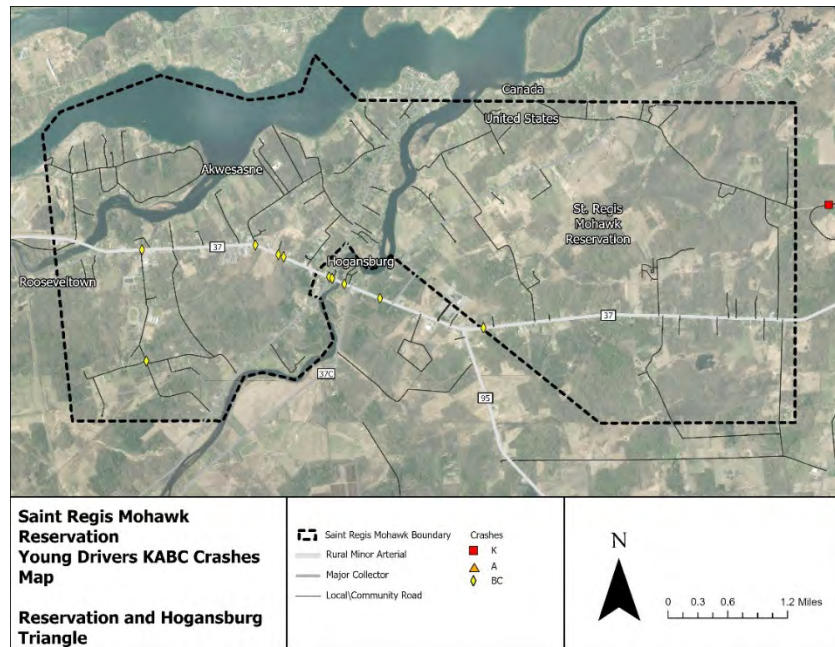 Canada
United States
Akwesasne
St. Regis
Mohawk
Reservation
37
Hogansburg
Rooseveltown
37
37C
95
Saint Regis Mohawk
Reservation
Young Drivers KABC Crashes
Map
Reservation and Hogansburg
Triangle
Saint Regis Mohawk Boundary
Rural Minor Arterial
Major Collector
Local\Community Road
Crashes
K
A
BC
N
0 0.3 0.6 1.2 Miles